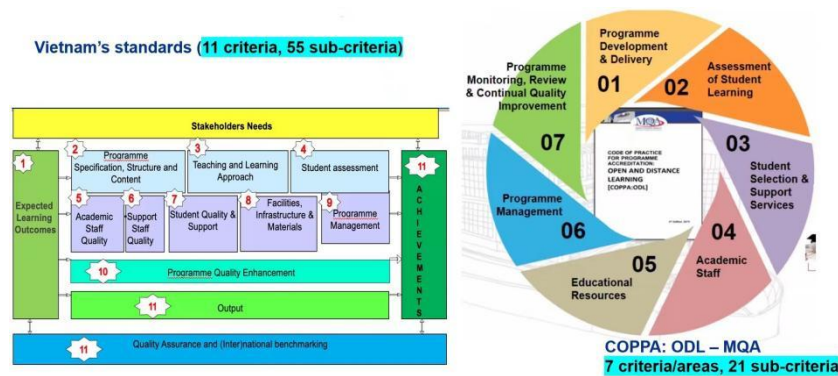 Vietnam's standards (11 criteria, 55 sub-criteria)
Stakeholders Needs
1
Expected
Learning
Outcomes
2
Programme
Specification, Structure and
Content
3
Teaching and Learning
Approach
4
Student assessment
5
Academic
Staff
Quality
6
Support
Staff
Quality
7
Student Quality &
Support
8
Facilities,
Infrastructure &
Materials
9
Programme
Management
10
Programme Quality Enhancement
11
Output
11
ACHIEVEMENTS
11
Quality Assurance and (Inter)national benchmarking
Programme
Development
& Delivery
01
Assessment
of Student
Learning
02
03
Student
Selection &
Support
Services
04
Academic
Staff
05
Educational
Resources
06
Programme
Management
Programme
Monitoring, Review
& Continual Quality
Improvement
07
MQA
CODE OF PRACTICE
FOR PROGRAMME
ACCREDITATION:
OPEN AND DISTANCE
LEARNING
[COPPA:ODL]
COPPA: ODL – MQA
7 criteria/areas, 21 sub-criteria